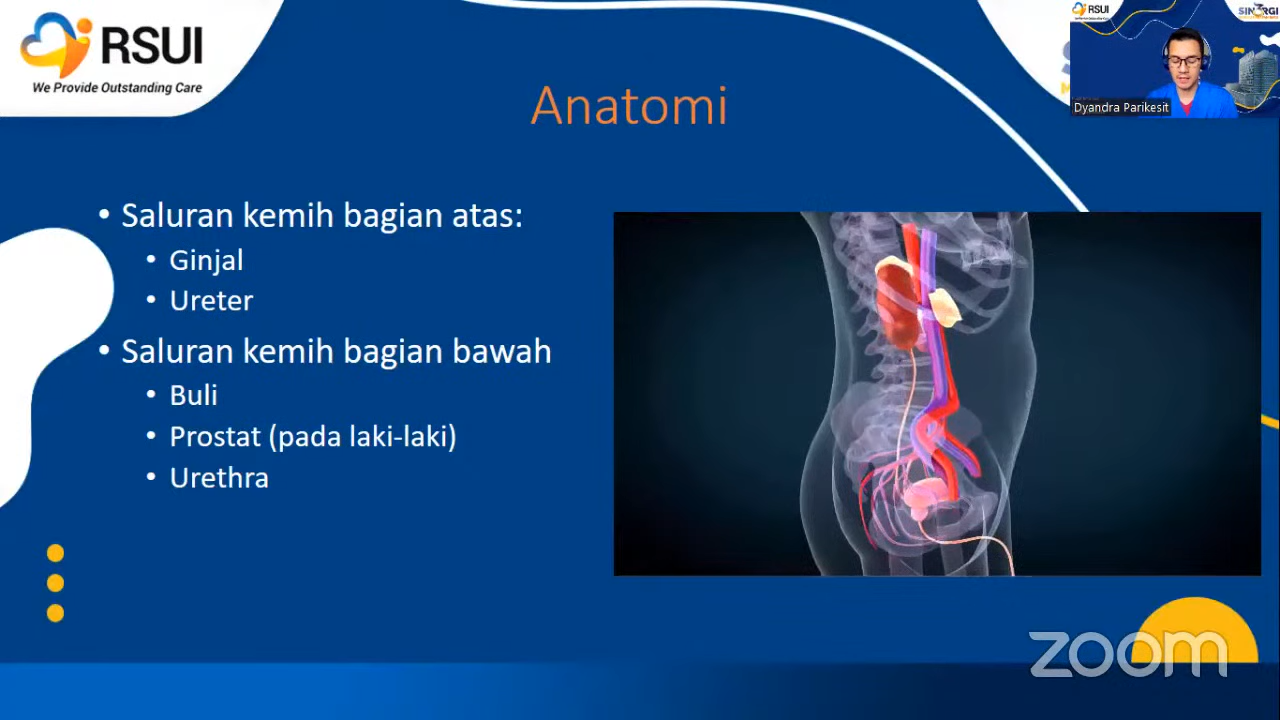 RSUI
We Provide Outstanding Care
Anatomi
• Saluran kemih bagian atas:
• Ginjal
• Ureter
• Saluran kemih bagian bawah
• Buli
• Prostat (pada laki-laki)
• Urethra
RSUI
Dyandra Parikesit
zoom